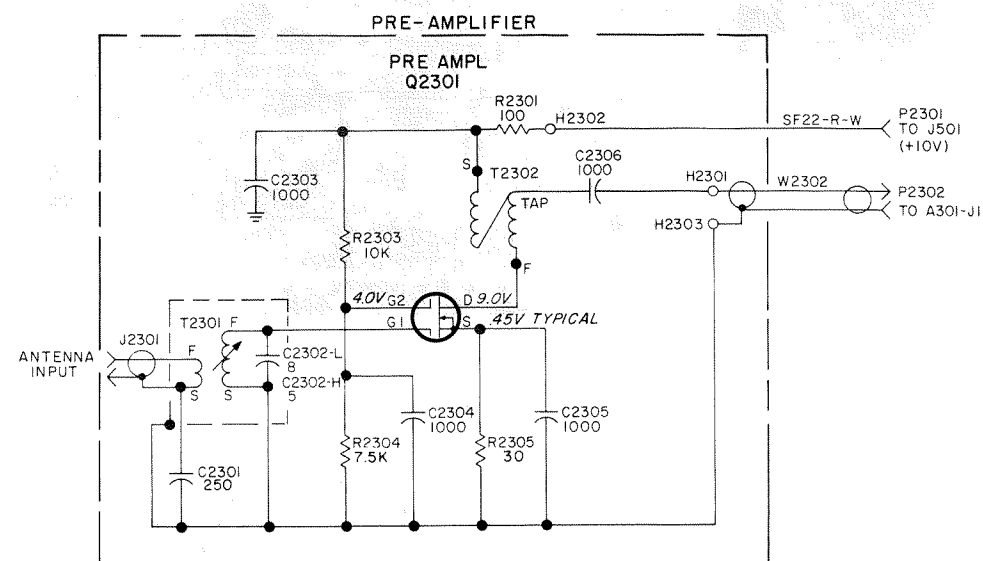 PRE-AMPLIFIER
PRE AMPL
Q2301
R2301
100
H2302
SF22-R-W
P2301
TO J501
(+10V)
C2303
1000
S
T2302
C2306
1000
H2301
W2302
P2302
TO A301-J1
TAP
H2303
R2303
10K
F
4.0V
G2
D
9.0V
G1
S
.45V TYPICAL
J2301
ANTENNA
INPUT
T2301
F
F
S
S
C2302-L
8
C2302-H
5
C2304
1000
C2305
1000
R2304
7.5K
R2305
30
C2301
250